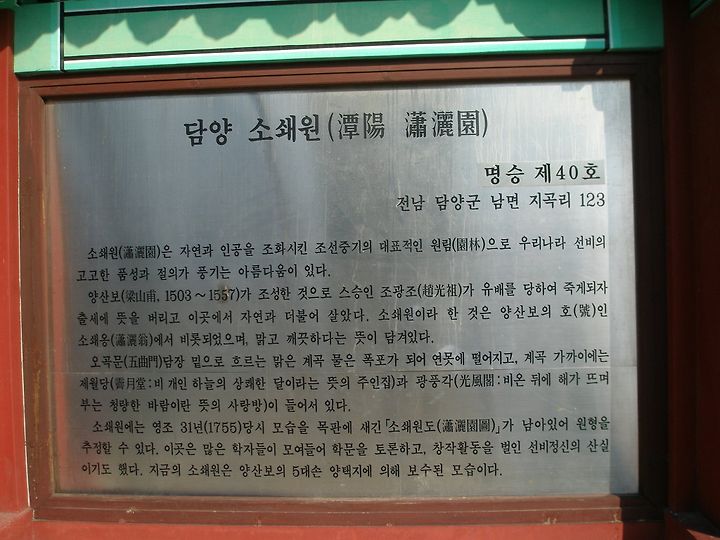 담양 소쇄원(潭陽 瀟灑園)
명승 제40호
전남 담양군 남면 지곡리 123
소쇄원(瀟灑園)은 자연과 인공을 조화시킨 조선중기의 대표적인 원림(園林)으로 우리나라 선비의
고고한 품성과 절의가 풍기는 아름다움이 있다.
양산보(梁山甫, 1503～1557)가 조성한 것으로 스승인 조광조(趙光祖)가 유배를 당하여 죽게되자
출세에 뜻을 버리고 이곳에서 자연과 더불어 살았다. 소쇄원이라 한 것은 양산보의 호(號)인
소쇄옹(瀟灑翁)에서 비롯되었으며, 맑고 깨끗하다는 뜻이 담겨있다.
오곡문(五曲門)담장 밑으로 흐르는 맑은 계곡 물은 폭포가 되어 연못에 떨어지고, 계곡 가까이에는
제월당(霽月堂:비 개인 하늘의 상쾌한 달이라는 뜻의 주인집)과 광풍각(光風閣:비온 뒤에 해가 뜨며
부는 청량한 바람이란 뜻의 사랑방)이 들어서 있다.
소쇄원에는 영조 31년(1755)당시 모습을 목판에 새긴「소쇄원도(瀟灑園圖)」가 남아있어 원형을
추정할 수 있다. 이곳은 많은 학자들이 모여들어 학문을 토론하고, 창작활동을 벌인 선비정신의 산실
이기도 했다. 지금의 소쇄원은 양산보의 5대손 양택지에 의해 보수된 모습이다.